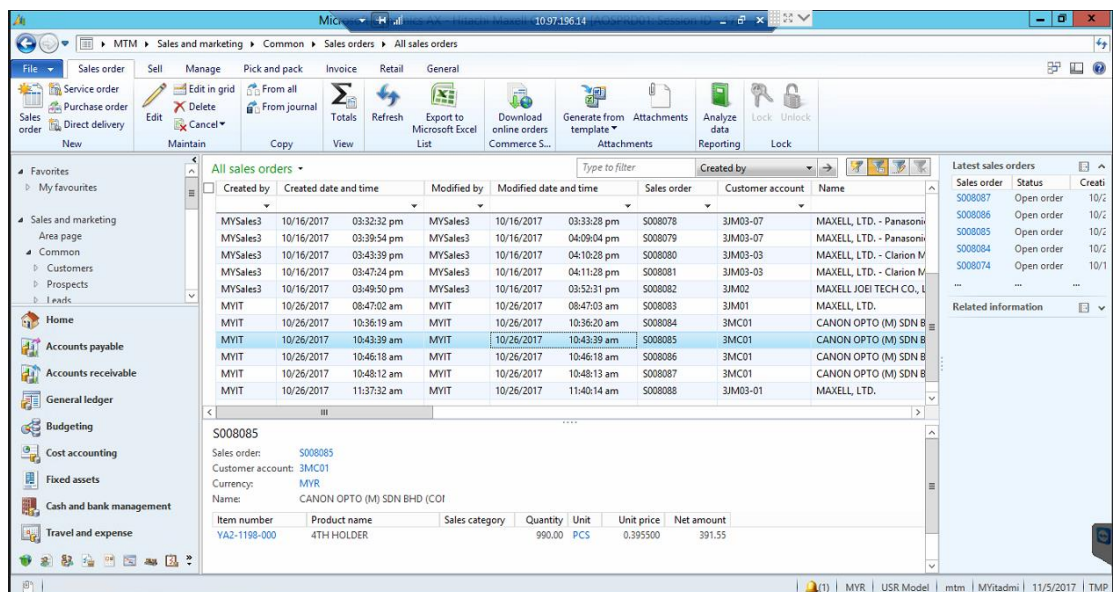 10.97.196.14
MTM Sales and marketing Common Sales orders All sales orders
File Sales order Sell Manage Pick and pack Invoice Retail General
Sales order
Service order
Purchase order
Direct delivery
New
Edit
Edit in grid
Delete
Cancel
Maintain
From all
From journal
Copy
Totals
View
Refresh
Export to Microsoft Excel
List
Download online orders
Commerce S...
Generate from template
Attachments
Attachments
Analyze data
Reporting
Lock Unlock
Lock
Favorites
My favourites
Sales and marketing
Area page
Common
Customers
Prospects
Leads
Home
Accounts payable
Accounts receivable
General ledger
Budgeting
Cost accounting
Fixed assets
Cash and bank management
Travel and expense
All sales orders
Type to filter Created by
Created by Created date and time Modified by Modified date and time Sales order Customer account Name
MYSales3 10/16/2017 03:32:32 pm MYSales3 10/16/2017 03:33:28 pm S008078 3JM03-07 MAXELL, LTD. - Panasoni
MYSales3 10/16/2017 03:39:54 pm MYSales3 10/16/2017 04:09:04 pm S008079 3JM03-07 MAXELL, LTD. - Panasoni
MYSales3 10/16/2017 03:43:39 pm MYSales3 10/16/2017 04:10:28 pm S008080 3JM03-03 MAXELL, LTD. - Clarion M
MYSales3 10/16/2017 03:47:24 pm MYSales3 10/16/2017 04:11:28 pm S008081 3JM03-03 MAXELL, LTD. - Clarion M
MYSales3 10/16/2017 03:49:50 pm MYSales3 10/16/2017 03:52:31 pm S008082 3JM02 MAXELL JOEI TECH CO., L
MYIT 10/26/2017 08:47:02 am MYIT 10/26/2017 08:47:03 am S008083 3JM01 MAXELL, LTD.
MYIT 10/26/2017 10:36:19 am MYIT 10/26/2017 10:36:20 am S008084 3MC01 CANON OPTO (M) SDN B
MYIT 10/26/2017 10:43:39 am MYIT 10/26/2017 10:43:39 am S008085 3MC01 CANON OPTO (M) SDN B
MYIT 10/26/2017 10:46:18 am MYIT 10/26/2017 10:46:18 am S008086 3MC01 CANON OPTO (M) SDN B
MYIT 10/26/2017 10:48:12 am MYIT 10/26/2017 10:48:13 am S008087 3MC01 CANON OPTO (M) SDN B
MYIT 10/26/2017 11:37:32 am MYIT 10/26/2017 11:40:14 am S008088 3JM03-01 MAXELL, LTD.
S008085
Sales order: S008085
Customer account: 3MC01
Currency: MYR
Name: CANON OPTO (M) SDN BHD (COI
Item number Product name Sales category Quantity Unit Unit price Net amount
YA2-1198-000 4TH HOLDER 990.00 PCS 0.395500 391.55
Latest sales orders
Sales order Status Creati
S008087 Open order 10/2
S008086 Open order 10/2
S008085 Open order 10/2
S008084 Open order 10/2
S008074 Open order 10/1
... ... ...
Related information
(1) MYR USR Model mtm MYitadmi 11/5/2017 TMP